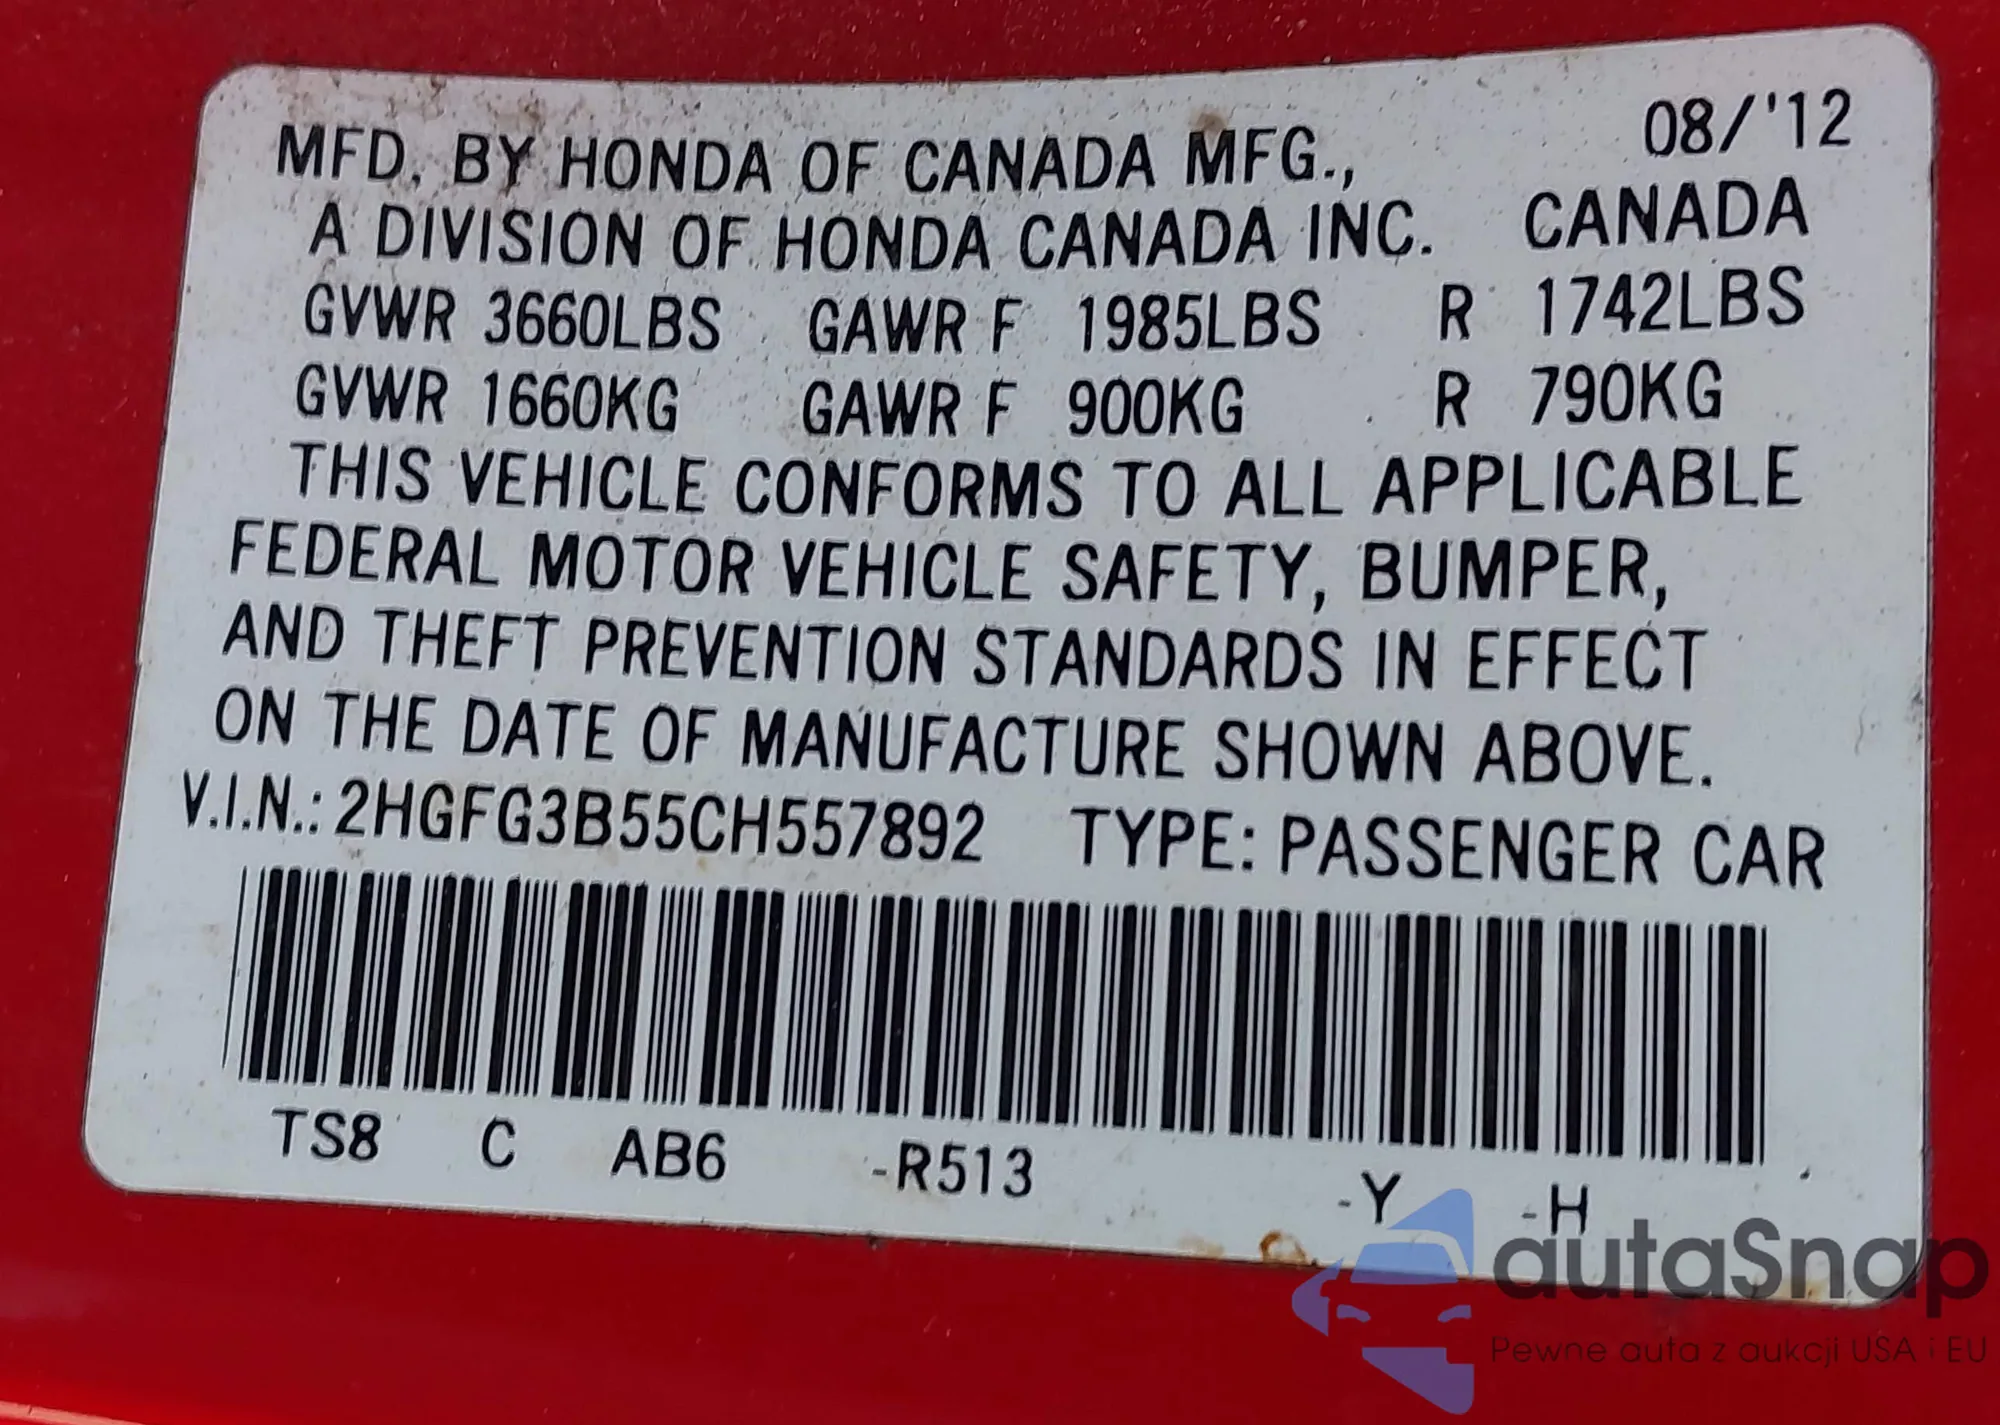 08/'12
MFD. BY HONDA OF CANADA MFG.,
A DIVISION OF HONDA CANADA INC. CANADA
GVWR 3660LBS GAWR F 1985LBS R 1742LBS
GVWR 1660KG GAWR F 900KG R 790KG
THIS VEHICLE CONFORMS TO ALL APPLICABLE
FEDERAL MOTOR VEHICLE SAFETY, BUMPER,
AND THEFT PREVENTION STANDARDS IN EFFECT
ON THE DATE OF MANUFACTURE SHOWN ABOVE.
V.I.N.: 2HGFG3B55CH557892 TYPE: PASSENGER CAR
TS8 C AB6 -R513 -Y -H
autaSnap
Pewne auta z aukcji USA i EU